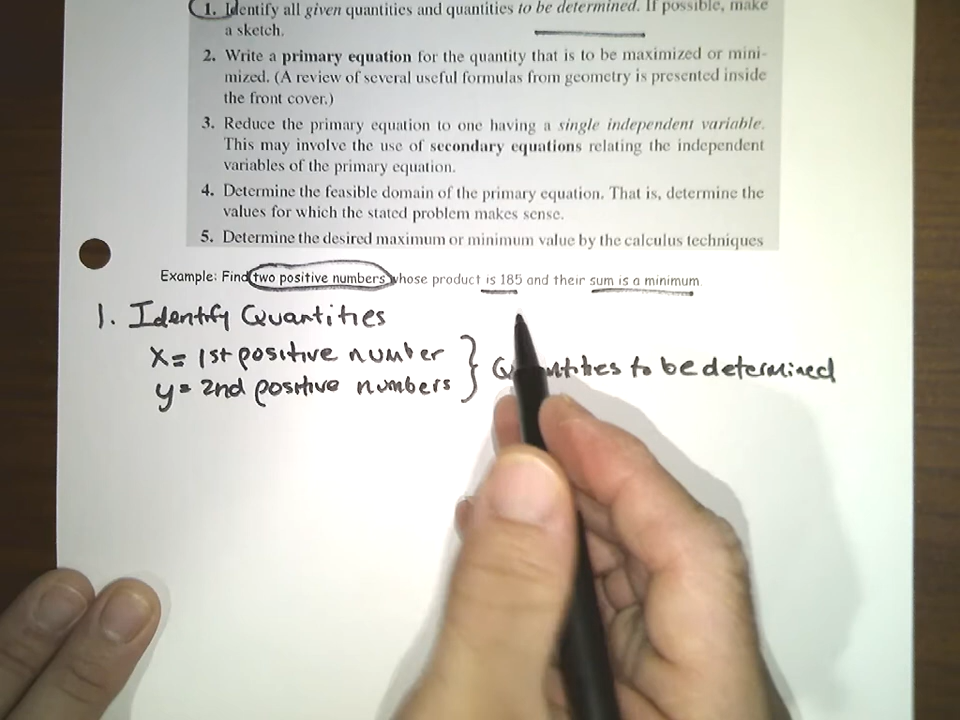 1. Identify all given quantities and quantities to be determined. If possible, make
a sketch.
2. Write a primary equation for the quantity that is to be maximized or mini-
mized. (A review of several useful formulas from geometry is presented inside
the front cover.)
3. Reduce the primary equation to one having a single independent variable.
This may involve the use of secondary equations relating the independent
variables of the primary equation.
4. Determine the feasible domain of the primary equation. That is, determine the
values for which the stated problem makes sense.
5. Determine the desired maximum or minimum value by the calculus techniques
Example: Find two positive numbers whose product is 185 and their sum is a minimum.
1. Identify Quantities
x = 1st positive number
y = 2nd positive numbers } Quantities to be determined